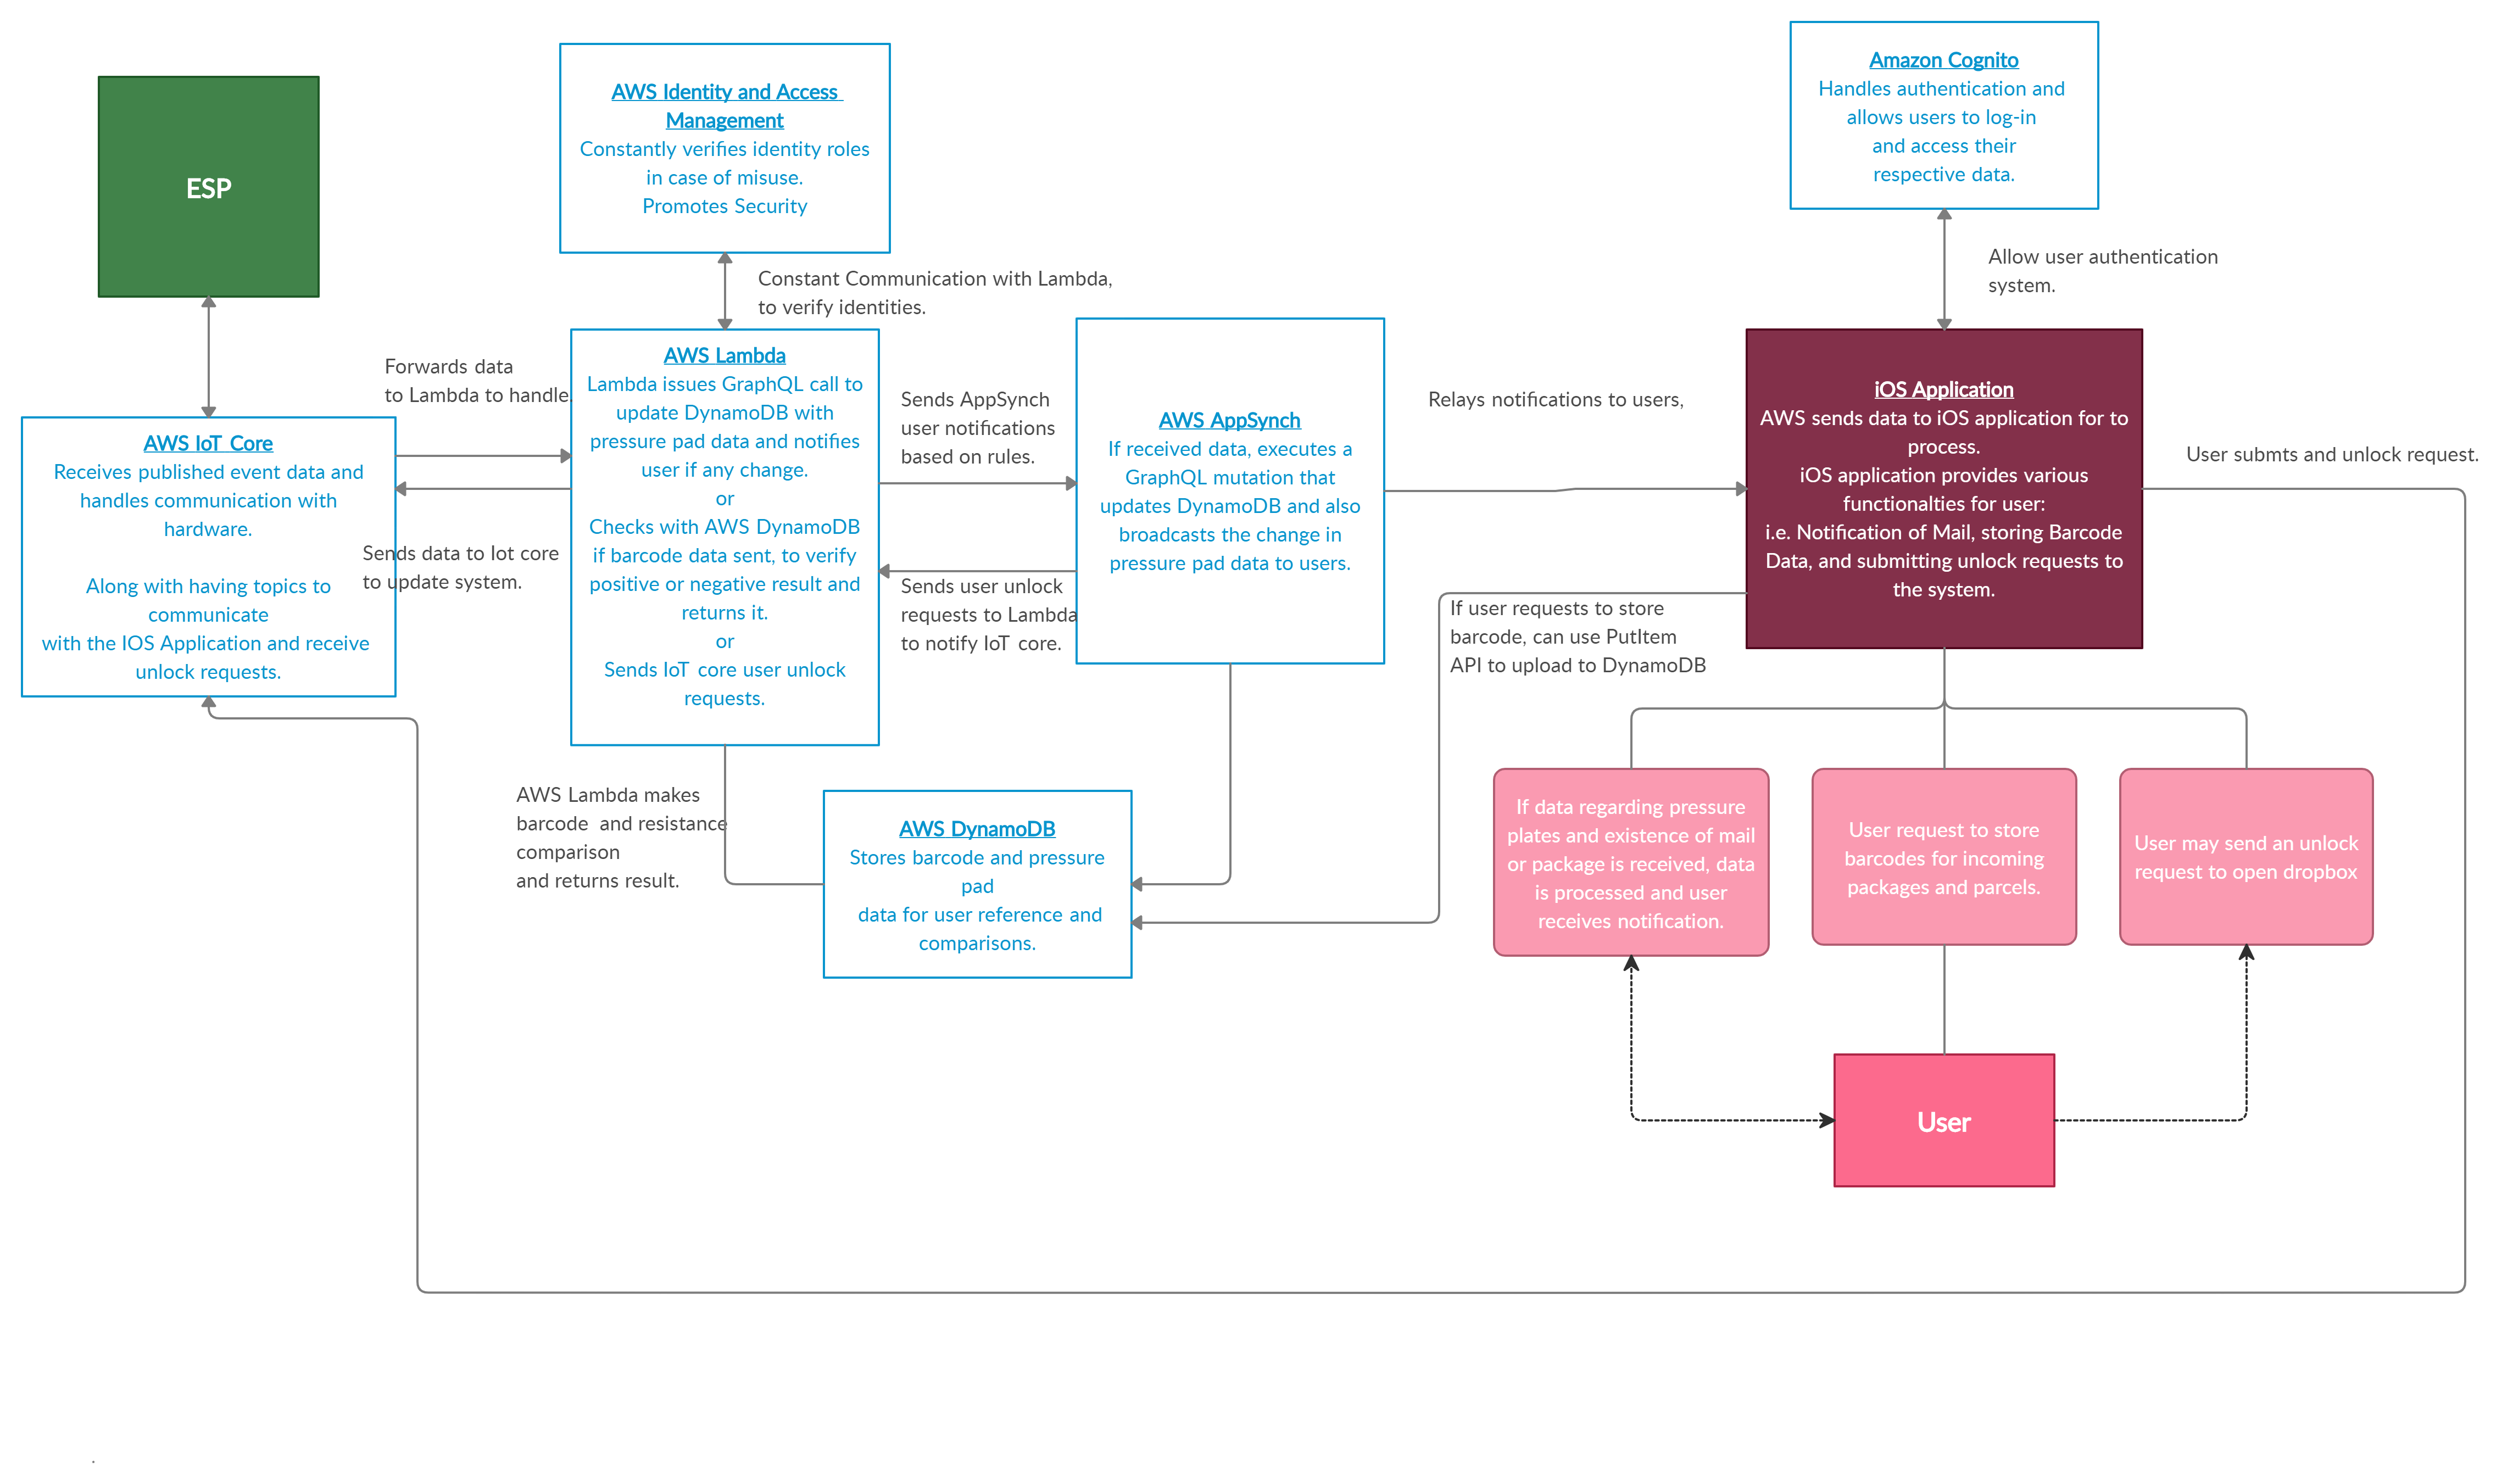 ESP
AWS Identity and Access
Management
Constantly verifies identity roles
in case of misuse.
Promotes Security
Amazon Cognito
Handles authentication and
allows users to log-in
and access their
respective data.
Constant Communication with Lambda,
to verify identities.
Allow user authentication
system.
Forwards data
to Lambda to handle.
AWS IoT Core
Receives published event data and
handles communication with
hardware.
Along with having topics to
communicate
with the IOS Application and receive
unlock requests.
Sends data to Iot core
to update system.
AWS Lambda
Lambda issues GraphQL call to
update DynamoDB with
pressure pad data and notifies
user if any change.
or
Checks with AWS DynamoDB
if barcode data sent, to verify
positive or negative result and
returns it.
or
Sends IoT core user unlock
requests.
Sends AppSynch
user notifications
based on rules.
Sends user unlock
requests to Lambda
to notify IoT core.
AWS AppSynch
If received data, executes a
GraphQL mutation that
updates DynamoDB and also
broadcasts the change in
pressure pad data to users.
Relays notifications to users,
iOS Application
AWS sends data to iOS application for to
process.
iOS application provides various
functionalties for user:
i.e. Notification of Mail, storing Barcode
Data, and submitting unlock requests to
the system.
User submts and unlock request.
If user requests to store
barcode, can use PutItem
API to upload to DynamoDB
AWS Lambda makes
barcode and resistance
comparison
and returns result.
AWS DynamoDB
Stores barcode and pressure
pad
data for user reference and
comparisons.
If data regarding pressure
plates and existence of mail
or package is received, data
is processed and user
receives notification.
User request to store
barcodes for incoming
packages and parcels.
User may send an unlock
request to open dropbox
User
.